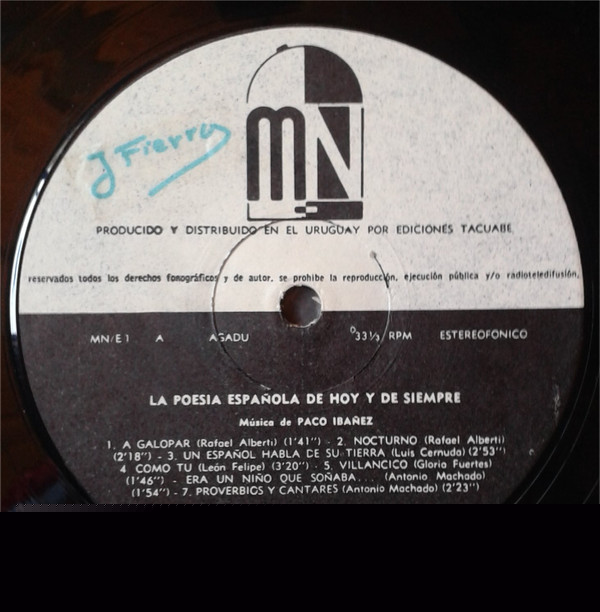 MN
J Fierro
PRODUCIDO Y DISTRIBUIDO EN EL URUGUAY POR EDICIONES TACUABE
reservados todos los derechos fonográficos y de autor, se prohibe la reproducción, ejecución pública y/o radioteledifusión.
MN/E 1 A AGADU 33 1/3 RPM ESTEREOFONICO
LA POESIA ESPAÑOLA DE HOY Y DE SIEMPRE
Música de PACO IBAÑEZ
1. A GALOPAR (Rafael Alberti) (1'41") - 2. NOCTURNO (Rafael Alberti)
(2'18") - 3. UN ESPAÑOL HABLA DE SU TIERRA (Luis Cernuda) (2'53")
4 COMO TU (León Felipe) (3'20") - 5. VILLANCICO (Gloria Fuertes)
(1'46") - ERA UN NIÑO QUE SOÑABA... (Antonio Machado)
(1'54") - 7. PROVERBIOS Y CANTARES (Antonio Machado) (2'23")